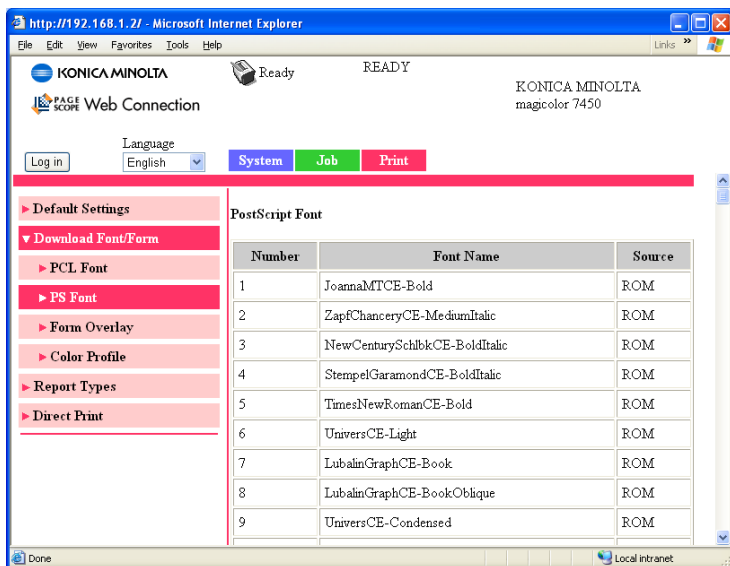 http://192.168.1.2/ - Microsoft Internet Explorer
File Edit View Favorites Tools Help
Links »
KONICA MINOLTA
Ready
READY
KONICA MINOLTA
magicolor 7450
PAGE SCOPE Web Connection
Language
Log in
English
System
Job
Print
Default Settings
Download Font/Form
PCL Font
PS Font
Form Overlay
Color Profile
Report Types
Direct Print
PostScript Font
Number Font Name Source
1 JoannaMTCE-Bold ROM
2 ZapfChanceryCE-MediumItalic ROM
3 NewCenturySchlbkCE-BoldItalic ROM
4 StempelGaramondCE-BoldItalic ROM
5 TimesNewRomanCE-Bold ROM
6 UniversCE-Light ROM
7 LubalinGraphCE-Book ROM
8 LubalinGraphCE-BookOblique ROM
9 UniversCE-Condensed ROM
Done
Local intranet